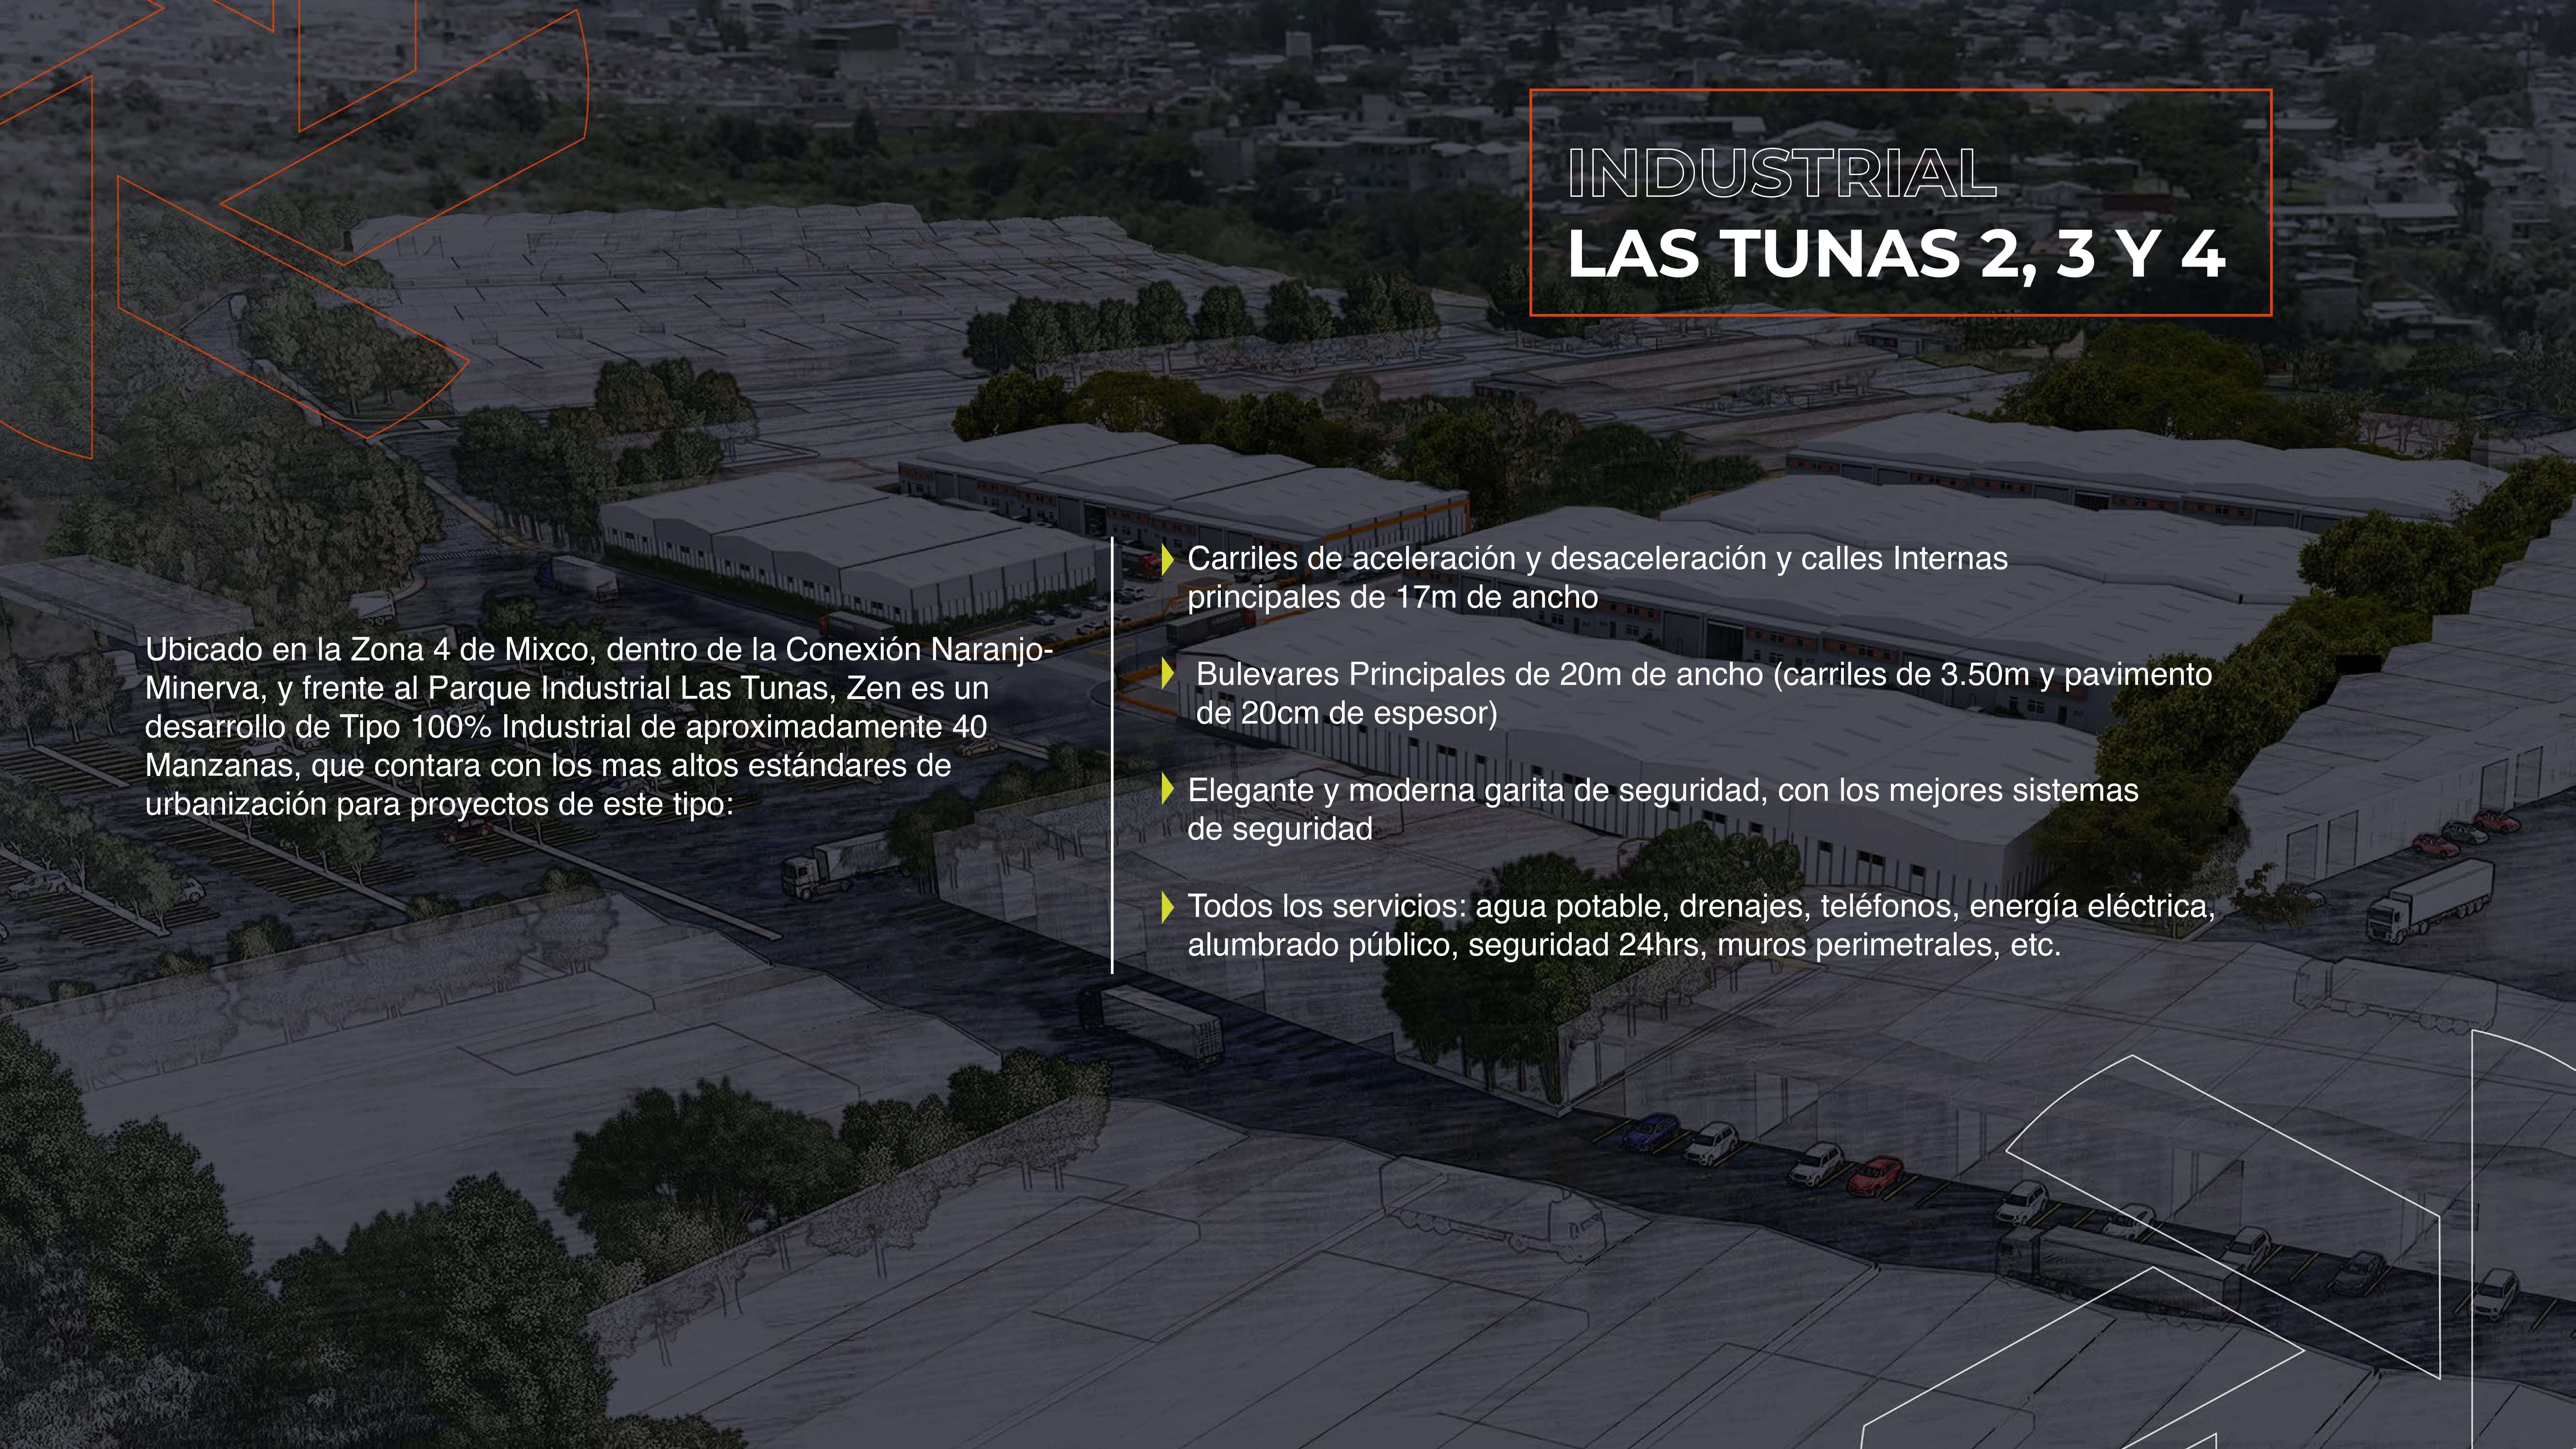 INDUSTRIAL
LAS TUNAS 2, 3 Y 4
Ubicado en la Zona 4 de Mixco, dentro de la Conexión Naranjo-
Minerva, y frente al Parque Industrial Las Tunas, Zen es un
desarrollo de Tipo 100% Industrial de aproximadamente 40
Manzanas, que contara con los mas altos estándares de
urbanización para proyectos de este tipo:
Carriles de aceleración y desaceleración y calles Internas
principales de 17m de ancho
Bulevares Principales de 20m de ancho (carriles de 3.50m y pavimento
de 20cm de espesor)
Elegante y moderna garita de seguridad, con los mejores sistemas
de seguridad
Todos los servicios: agua potable, drenajes, teléfonos, energía eléctrica,
alumbrado público, seguridad 24hrs, muros perimetrales, etc.